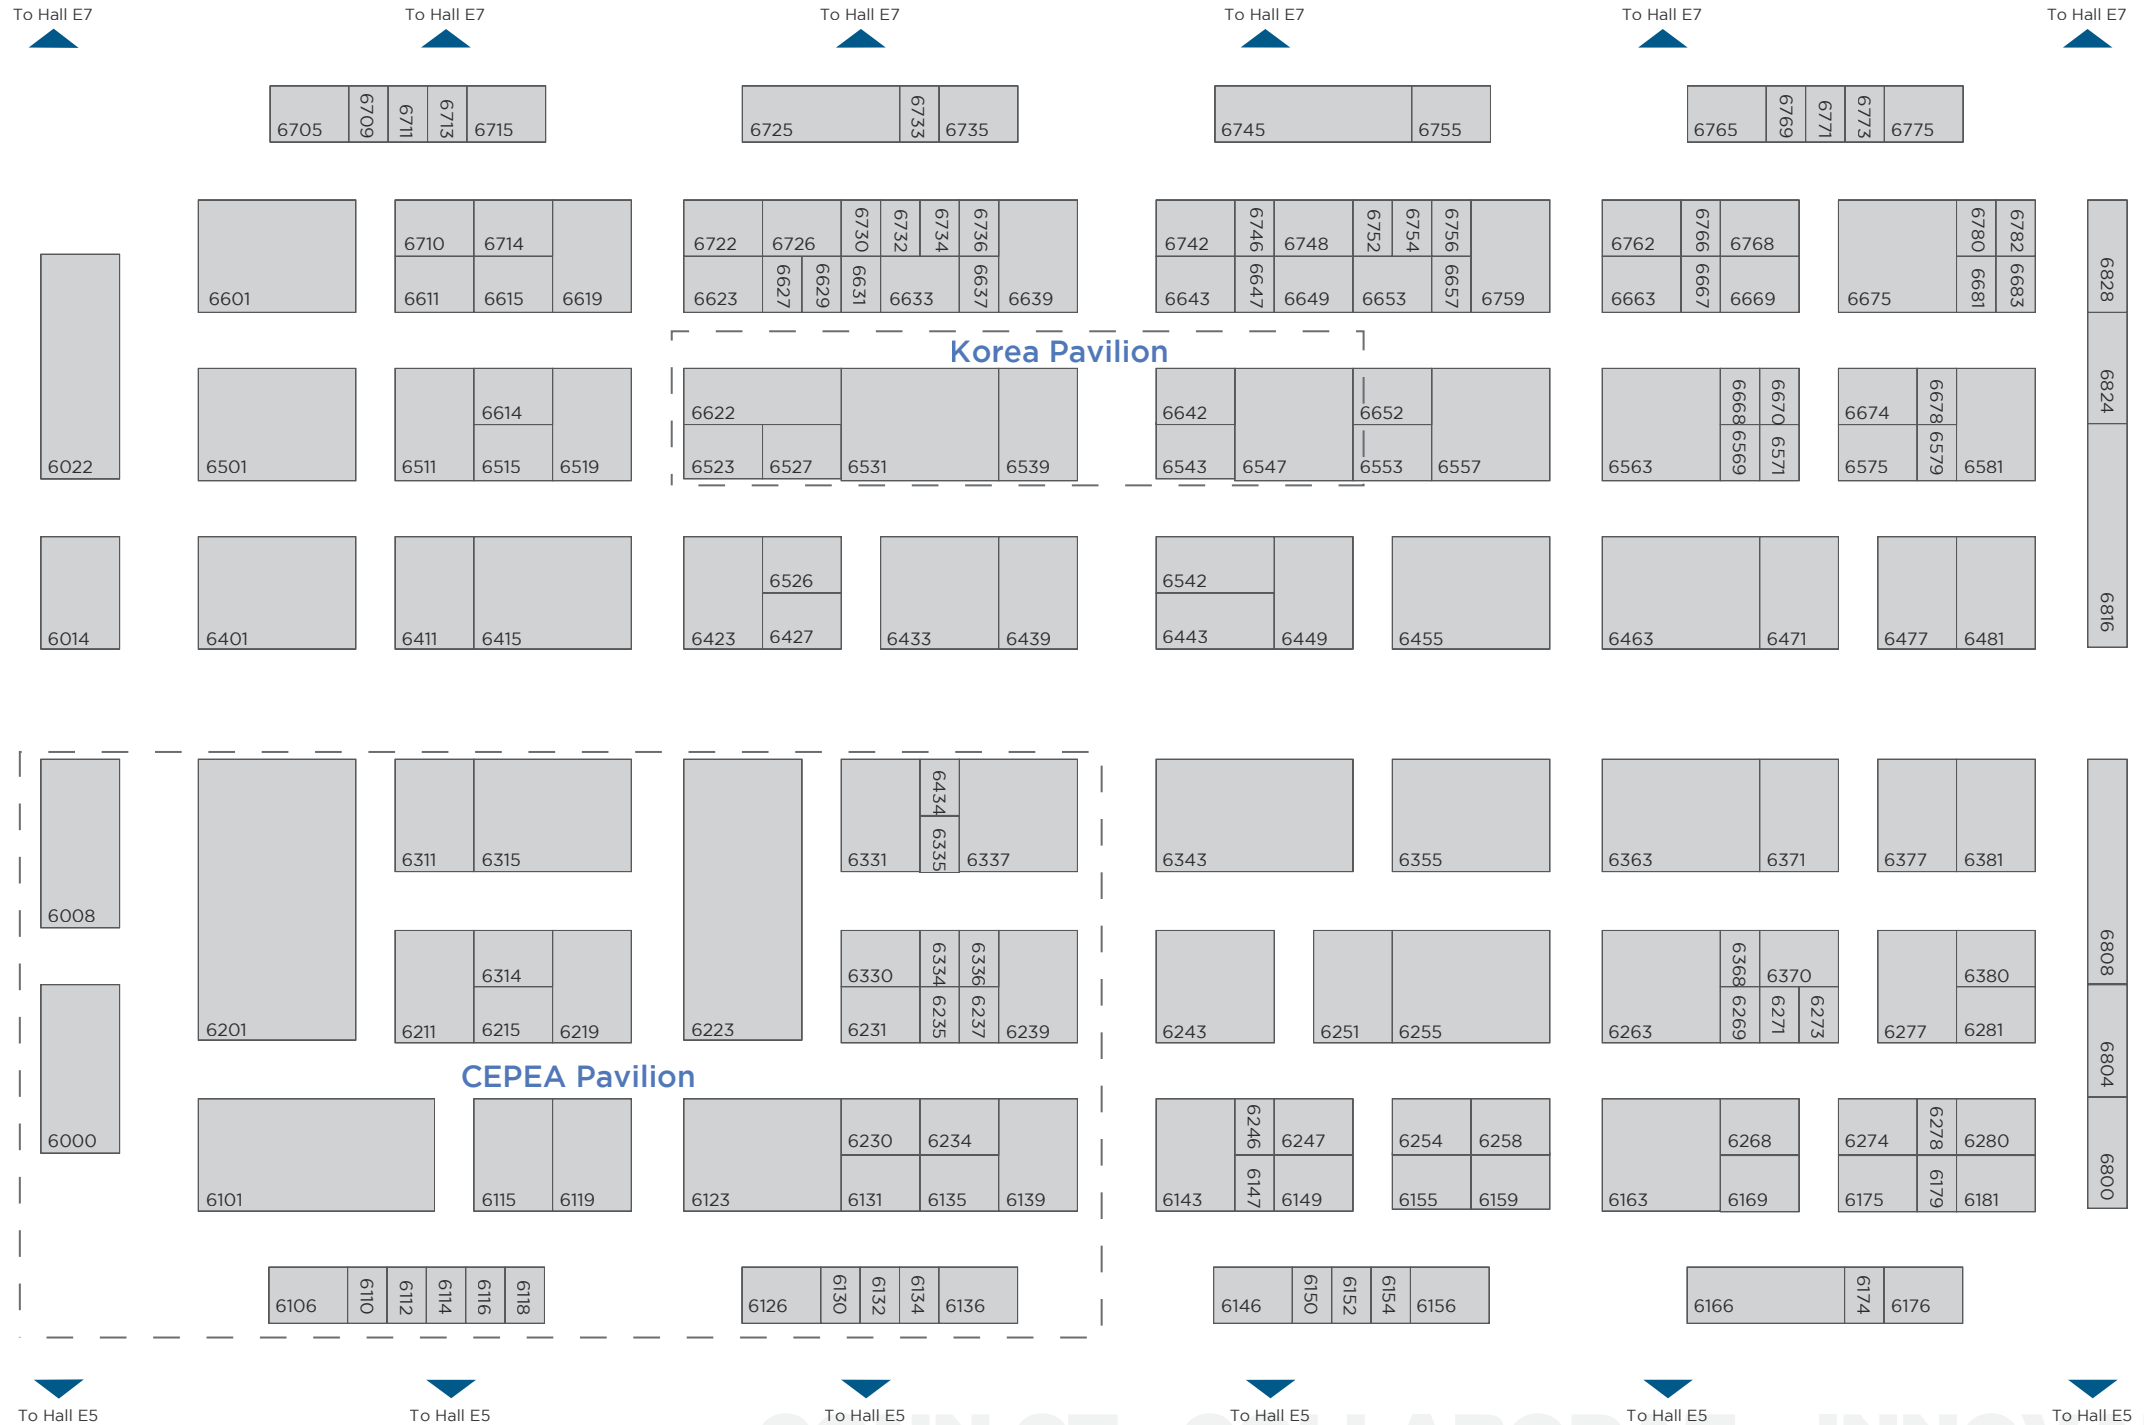 To Hall E7 To Hall E7 To Hall E7 To Hall E7 To Hall E7 To Hall E7
6705 6709 6711 6713 6715 6725 6733 6735 6745 6755 6765 6769 6771 6773 6775
6710 6714 6722 6726 6730 6732 6734 6736 6742 6746 6748 6752 6754 6756 6762 6766 6768 6780 6782
6601 6611 6615 6619 6623 6627 6629 6631 6633 6637 6639 6643 6647 6649 6653 6657 6759 6663 6667 6669 6675 6681 6683 6828
Korea Pavilion
6614 6622 6642 6652 6668 6670 6674 6678 6824
6022 6501 6511 6515 6519 6523 6527 6531 6539 6543 6547 6553 6557 6563 6569 6571 6575 6579 6581
6526 6542
6014 6401 6411 6415 6423 6427 6433 6439 6443 6449 6455 6463 6471 6477 6481 6816
6434
6311 6315 6331 6335 6337 6343 6355 6363 6371 6377 6381
6008
6314 6330 6334 6336 6368 6370 6380 6808
6201 6211 6215 6219 6223 6231 6235 6237 6239 6243 6251 6255 6263 6269 6271 6273 6277 6281
CEPEA Pavilion
6804
6000 6230 6234 6246 6247 6254 6258 6268 6274 6278 6280
6101 6115 6119 6123 6131 6135 6139 6143 6147 6149 6155 6159 6163 6169 6175 6179 6181 6800
6106 6110 6112 6114 6116 6118 6126 6130 6132 6134 6136 6146 6150 6152 6154 6156 6166 6174 6176
To Hall E5 To Hall E5 To Hall E5 To Hall E5 To Hall E5 To Hall E5